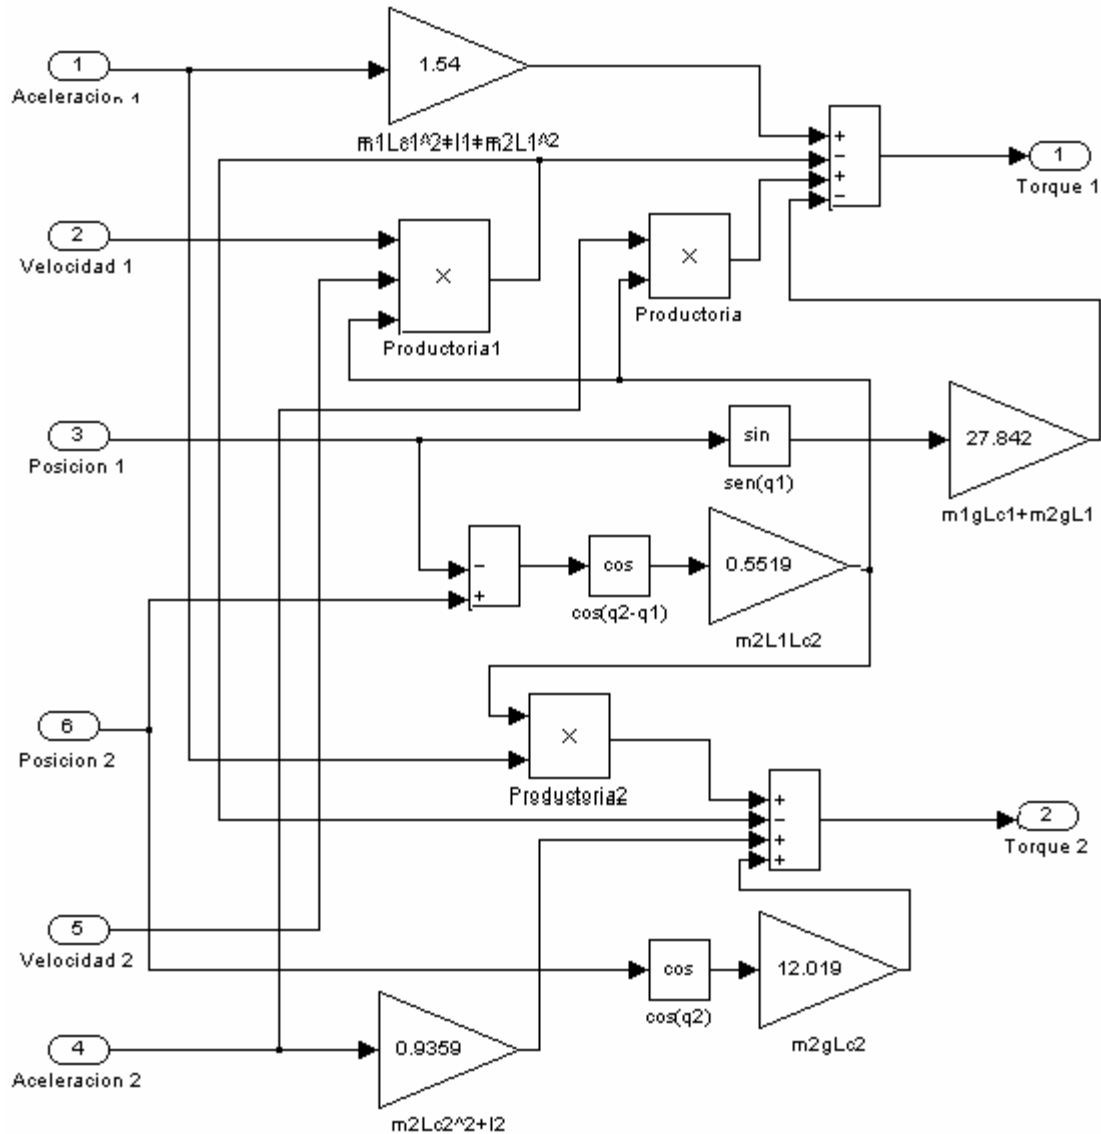 1
1.54
Aceleracion 1
m1Lc1^2+I1+m2L1^2
+
−
+
−
1
Torque 1
2
Velocidad 1
×
Productoria1
×
Productoria
3
Posicion 1
sin
sen(q1)
27.842
m1gLc1+m2gL1
−
+
cos
cos(q2-q1)
0.5519
m2L1Lc2
6
Posicion 2
×
Productoria2
+
−
+
+
2
Torque 2
5
Velocidad 2
cos
cos(q2)
12.019
m2gLc2
4
Aceleracion 2
0.9359
m2Lc2^2+I2